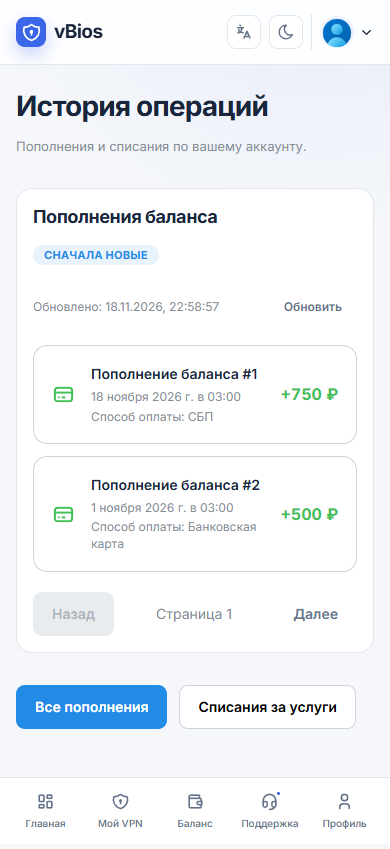 vBios
История операций
Пополнения и списания по вашему аккаунту.
Пополнения баланса
СНАЧАЛА НОВЫЕ
Обновлено: 18.11.2026, 22:58:57
Обновить
Пополнение баланса #1
18 ноября 2026 г. в 03:00
Способ оплаты: СБП
+750 ₽
Пополнение баланса #2
1 ноября 2026 г. в 03:00
Способ оплаты: Банковская
карта
+500 ₽
Назад
Страница 1
Далее
Все пополнения
Списания за услуги
Главная
Мой VPN
Баланс
Поддержка
Профиль